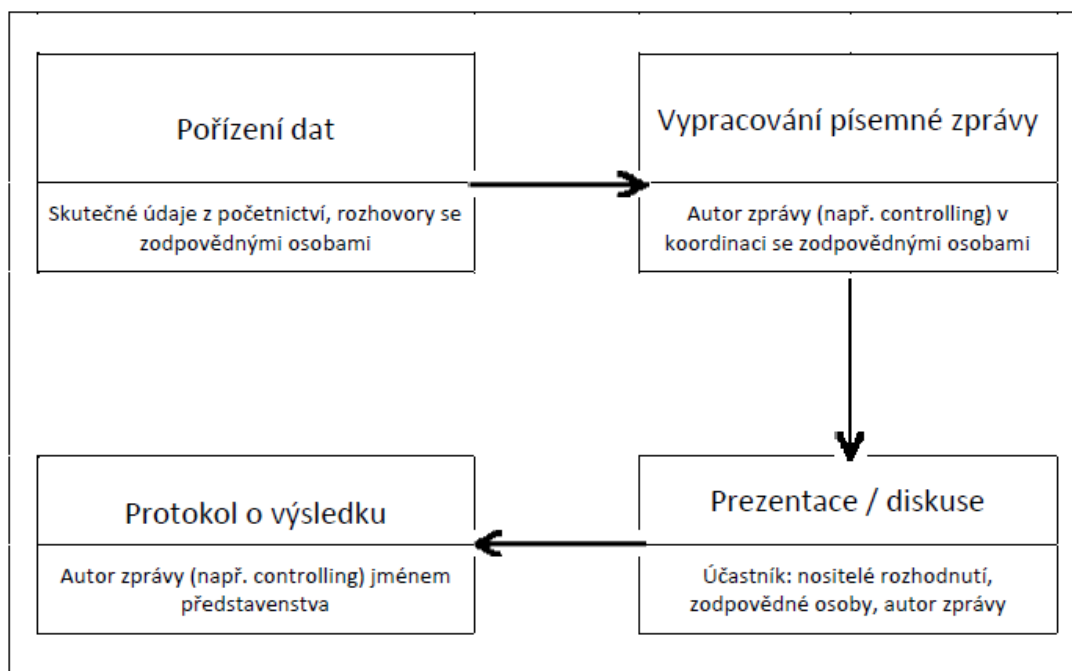 Pořízení dat
Skutečné údaje z početnictví, rozhovory se
zodpovědnými osobami
Vypracování písemné zprávy
Autor zprávy (např. controlling) v
koordinaci se zodpovědnými osobami
Prezentace / diskuse
Účastník: nositelé rozhodnutí,
zodpovědné osoby, autor zprávy
Protokol o výsledku
Autor zprávy (např. controlling) jménem
představenstva